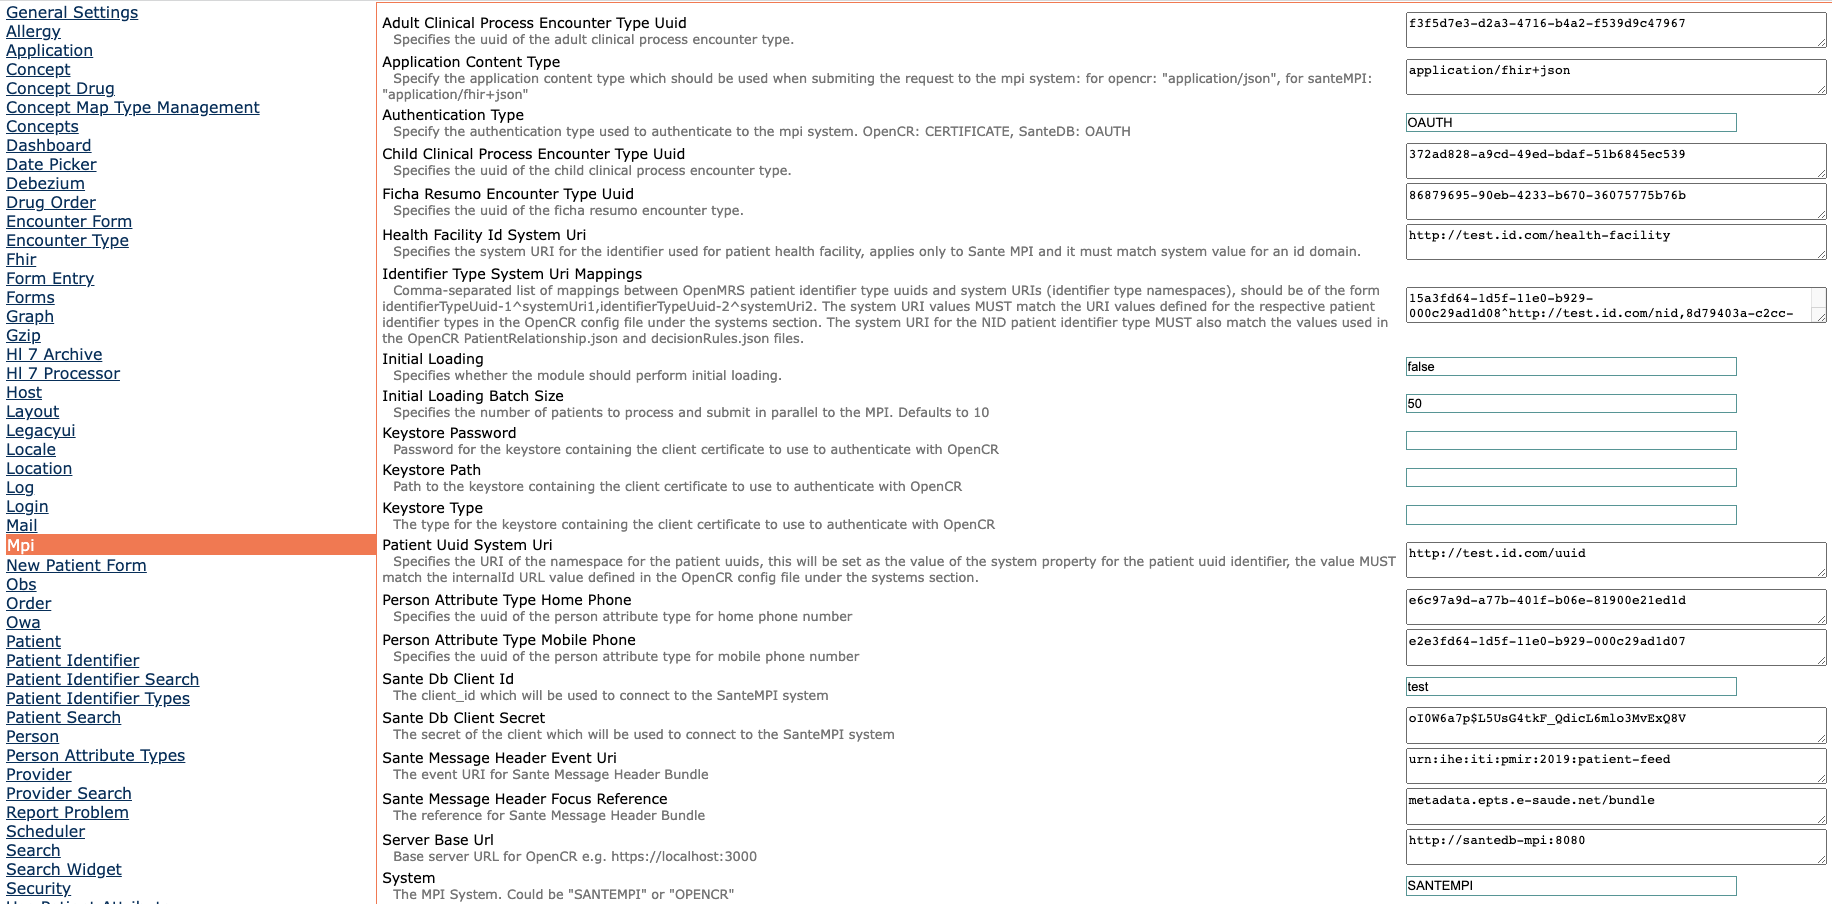 General Settings
Allergy
Application
Concept
Concept Drug
Concept Map Type Management
Concepts
Dashboard
Date Picker
Debezium
Drug Order
Encounter Form
Encounter Type
Fhir
Form Entry
Forms
Graph
Gzip
Hl 7 Archive
Hl 7 Processor
Host
Layout
Legacyui
Locale
Location
Log
Login
Mail
Mpi
New Patient Form
Obs
Order
Owa
Patient
Patient Identifier
Patient Identifier Search
Patient Identifier Types
Patient Search
Person
Person Attribute Types
Provider
Provider Search
Report Problem
Scheduler
Search
Search Widget
Security
Adult Clinical Process Encounter Type Uuid
Specifies the uuid of the adult clinical process encounter type.
f3f5d7e3-d2a3-4716-b4a2-f539d9c47967
Application Content Type
Specify the application content type which should be used when submiting the request to the mpi system: for opencr: "application/json", for santeMPI:
"application/fhir+json"
application/fhir+json
Authentication Type
Specify the authentication type used to authenticate to the mpi system. OpenCR: CERTIFICATE, SanteDB: OAUTH
OAUTH
Child Clinical Process Encounter Type Uuid
Specifies the uuid of the child clinical process encounter type.
372ad828-a9cd-49ed-bdaf-51b6845ec539
Ficha Resumo Encounter Type Uuid
Specifies the uuid of the ficha resumo encounter type.
86879695-90eb-4233-b670-36075775b76b
Health Facility Id System Uri
Specifies the system URI for the identifier used for patient health facility, applies only to Sante MPI and it must match system value for an id domain.
http://test.id.com/health-facility
Identifier Type System Uri Mappings
Comma-separated list of mappings between OpenMRS patient identifier type uuids and system URIs (identifier type namespaces), should be of the form
identifierTypeUuid-1^systemUri1,identifierTypeUuid-2^systemUri2. The system URI values MUST match the URI values defined for the respective patient
identifier types in the OpenCR config file under the systems section. The system URI for the NID patient identifier type MUST also match the values used in
the OpenCR PatientRelationship.json and decisionRules.json files.
15a3fd64-1d5f-11e0-b929-
000c29ad1d08^http://test.id.com/nid,8d79403a-c2cc-
Initial Loading
Specifies whether the module should perform initial loading.
false
Initial Loading Batch Size
Specifies the number of patients to process and submit in parallel to the MPI. Defaults to 10
50
Keystore Password
Password for the keystore containing the client certificate to use to authenticate with OpenCR
Keystore Path
Path to the keystore containing the client certificate to use to authenticate with OpenCR
Keystore Type
The type for the keystore containing the client certificate to use to authenticate with OpenCR
Patient Uuid System Uri
Specifies the URI of the namespace for the patient uuids, this will be set as the value of the system property for the patient uuid identifier, the value MUST
match the internalId URL value defined in the OpenCR config file under the systems section.
http://test.id.com/uuid
Person Attribute Type Home Phone
Specifies the uuid of the person attribute type for home phone number
e6c97a9d-a77b-401f-b06e-81900e21ed1d
Person Attribute Type Mobile Phone
Specifies the uuid of the person attribute type for mobile phone number
e2e3fd64-1d5f-11e0-b929-000c29ad1d07
Sante Db Client Id
The client_id which will be used to connect to the SanteMPI system
test
Sante Db Client Secret
The secret of the client which will be used to connect to the SanteMPI system
oI0W6a7p$L5UsG4tkF_QdicL6mlo3MvExQ8V
Sante Message Header Event Uri
The event URI for Sante Message Header Bundle
urn:ihe:iti:pmir:2019:patient-feed
Sante Message Header Focus Reference
The reference for Sante Message Header Bundle
metadata.epts.e-saude.net/bundle
Server Base Url
Base server URL for OpenCR e.g. https://localhost:3000
http://santedb-mpi:8080
System
The MPI System. Could be "SANTEMPI" or "OPENCR"
SANTEMPI